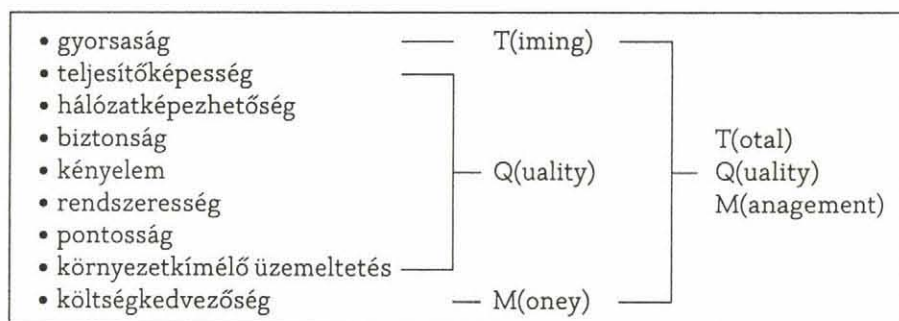 • gyorsaság T(iming)
• teljesítőképesség
• hálózatképezhetőség
• biztonság T(otal)
• kényelem Q(uality) Q(uality)
• rendszeresség M(anagement)
• pontosság
• környezetkímélő üzemeltetés
• költségkedvezőség M(oney)